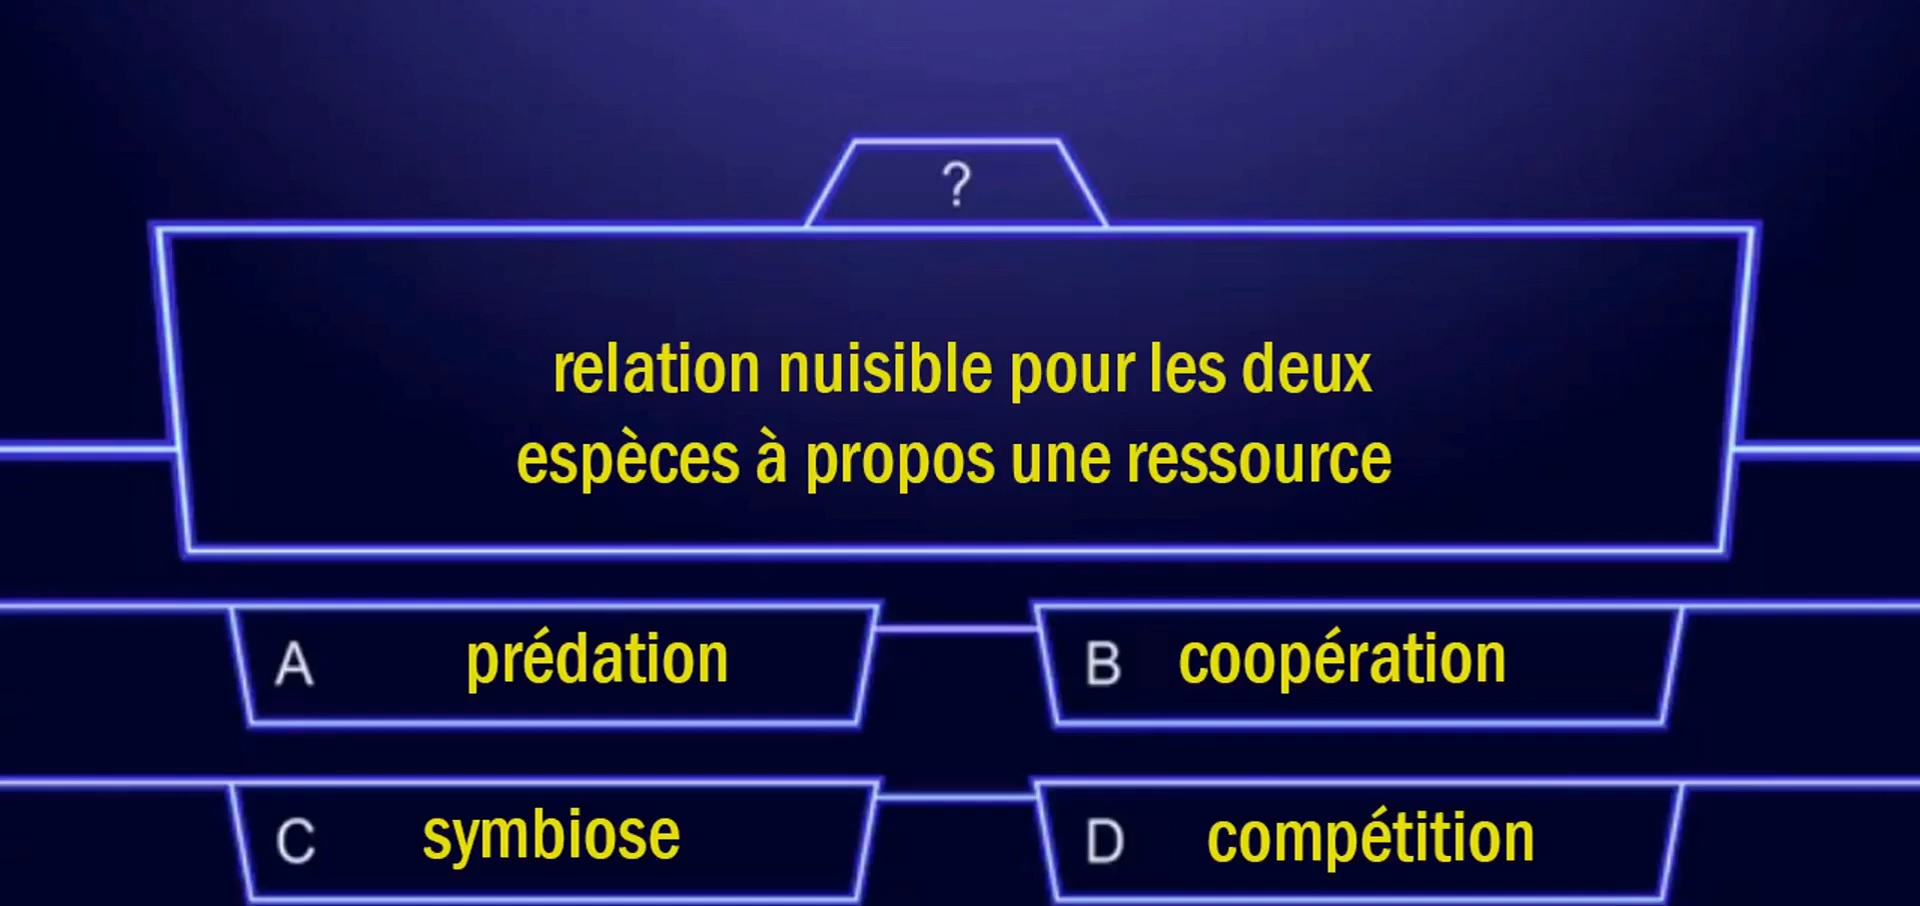 ?
relation nuisible pour les deux
espèces à propos une ressource
A prédation
B coopération
C symbiose
D compétition